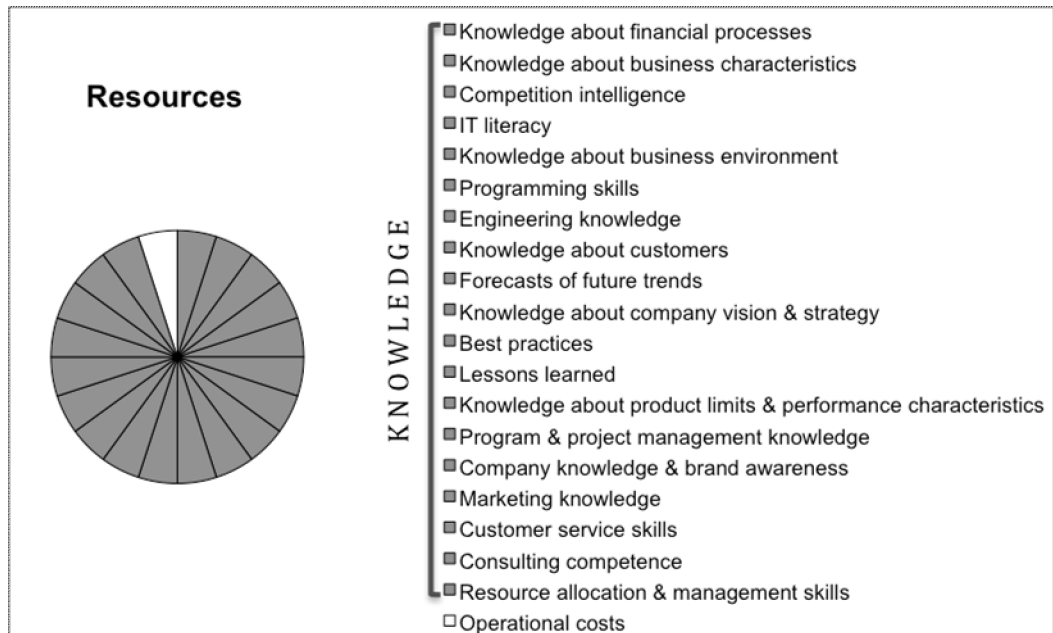 Resources
KNOWLEDGE
Knowledge about financial processes
Knowledge about business characteristics
Competition intelligence
IT literacy
Knowledge about business environment
Programming skills
Engineering knowledge
Knowledge about customers
Forecasts of future trends
Knowledge about company vision & strategy
Best practices
Lessons learned
Knowledge about product limits & performance characteristics
Program & project management knowledge
Company knowledge & brand awareness
Marketing knowledge
Customer service skills
Consulting competence
Resource allocation & management skills
Operational costs